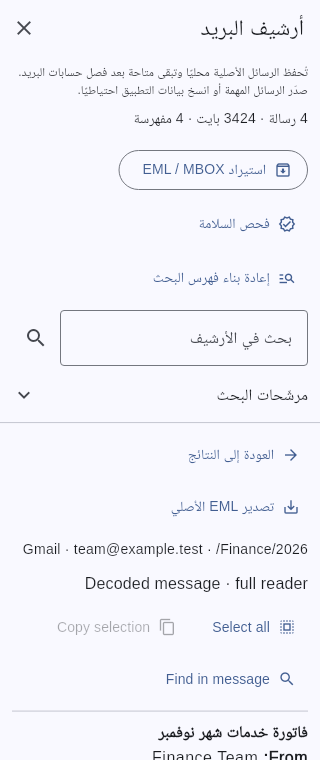 أرشيف البريد
تُحفظ الرسائل الأصلية محليًا وتبقى متاحة بعد فصل حسابات البريد.
صدّر الرسائل المهمة أو انسخ بيانات التطبيق احتياطيًا.
4 رسالة · 3424 بايت · 4 مفهرسة
استيراد EML / MBOX
فحص السلامة
إعادة بناء فهرس البحث
بحث في الأرشيف
مرشّحات البحث
العودة إلى النتائج
تصدير EML الأصلي
Gmail · team@example.test · /Finance/2026
Decoded message · full reader
Select all
Copy selection
Find in message
فاتورة خدمات شهر نوفمبر
From: Finance Team